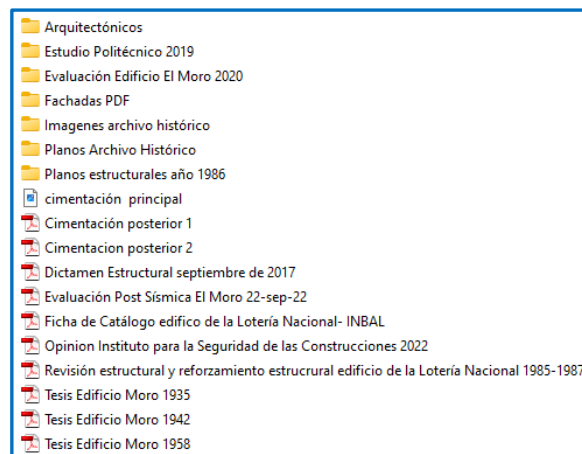 Arquitectónicos
Estudio Politécnico 2019
Evaluación Edificio El Moro 2020
Fachadas PDF
Imagenes archivo histórico
Planos Archivo Histórico
Planos estructurales año 1986
cimentación  principal
Cimentación posterior 1
Cimentacion posterior 2
Dictamen Estructural septiembre de 2017
Evaluación Post Sísmica El Moro 22-sep-22
Ficha de Catálogo edifico de la Lotería Nacional- INBAL
Opinion Instituto para la Seguridad de las Construcciones 2022
Revisión estructural y reforzamiento estrucrural edificio de la Lotería Nacional 1985-1987
Tesis Edificio Moro 1935
Tesis Edificio Moro 1942
Tesis Edificio Moro 1958